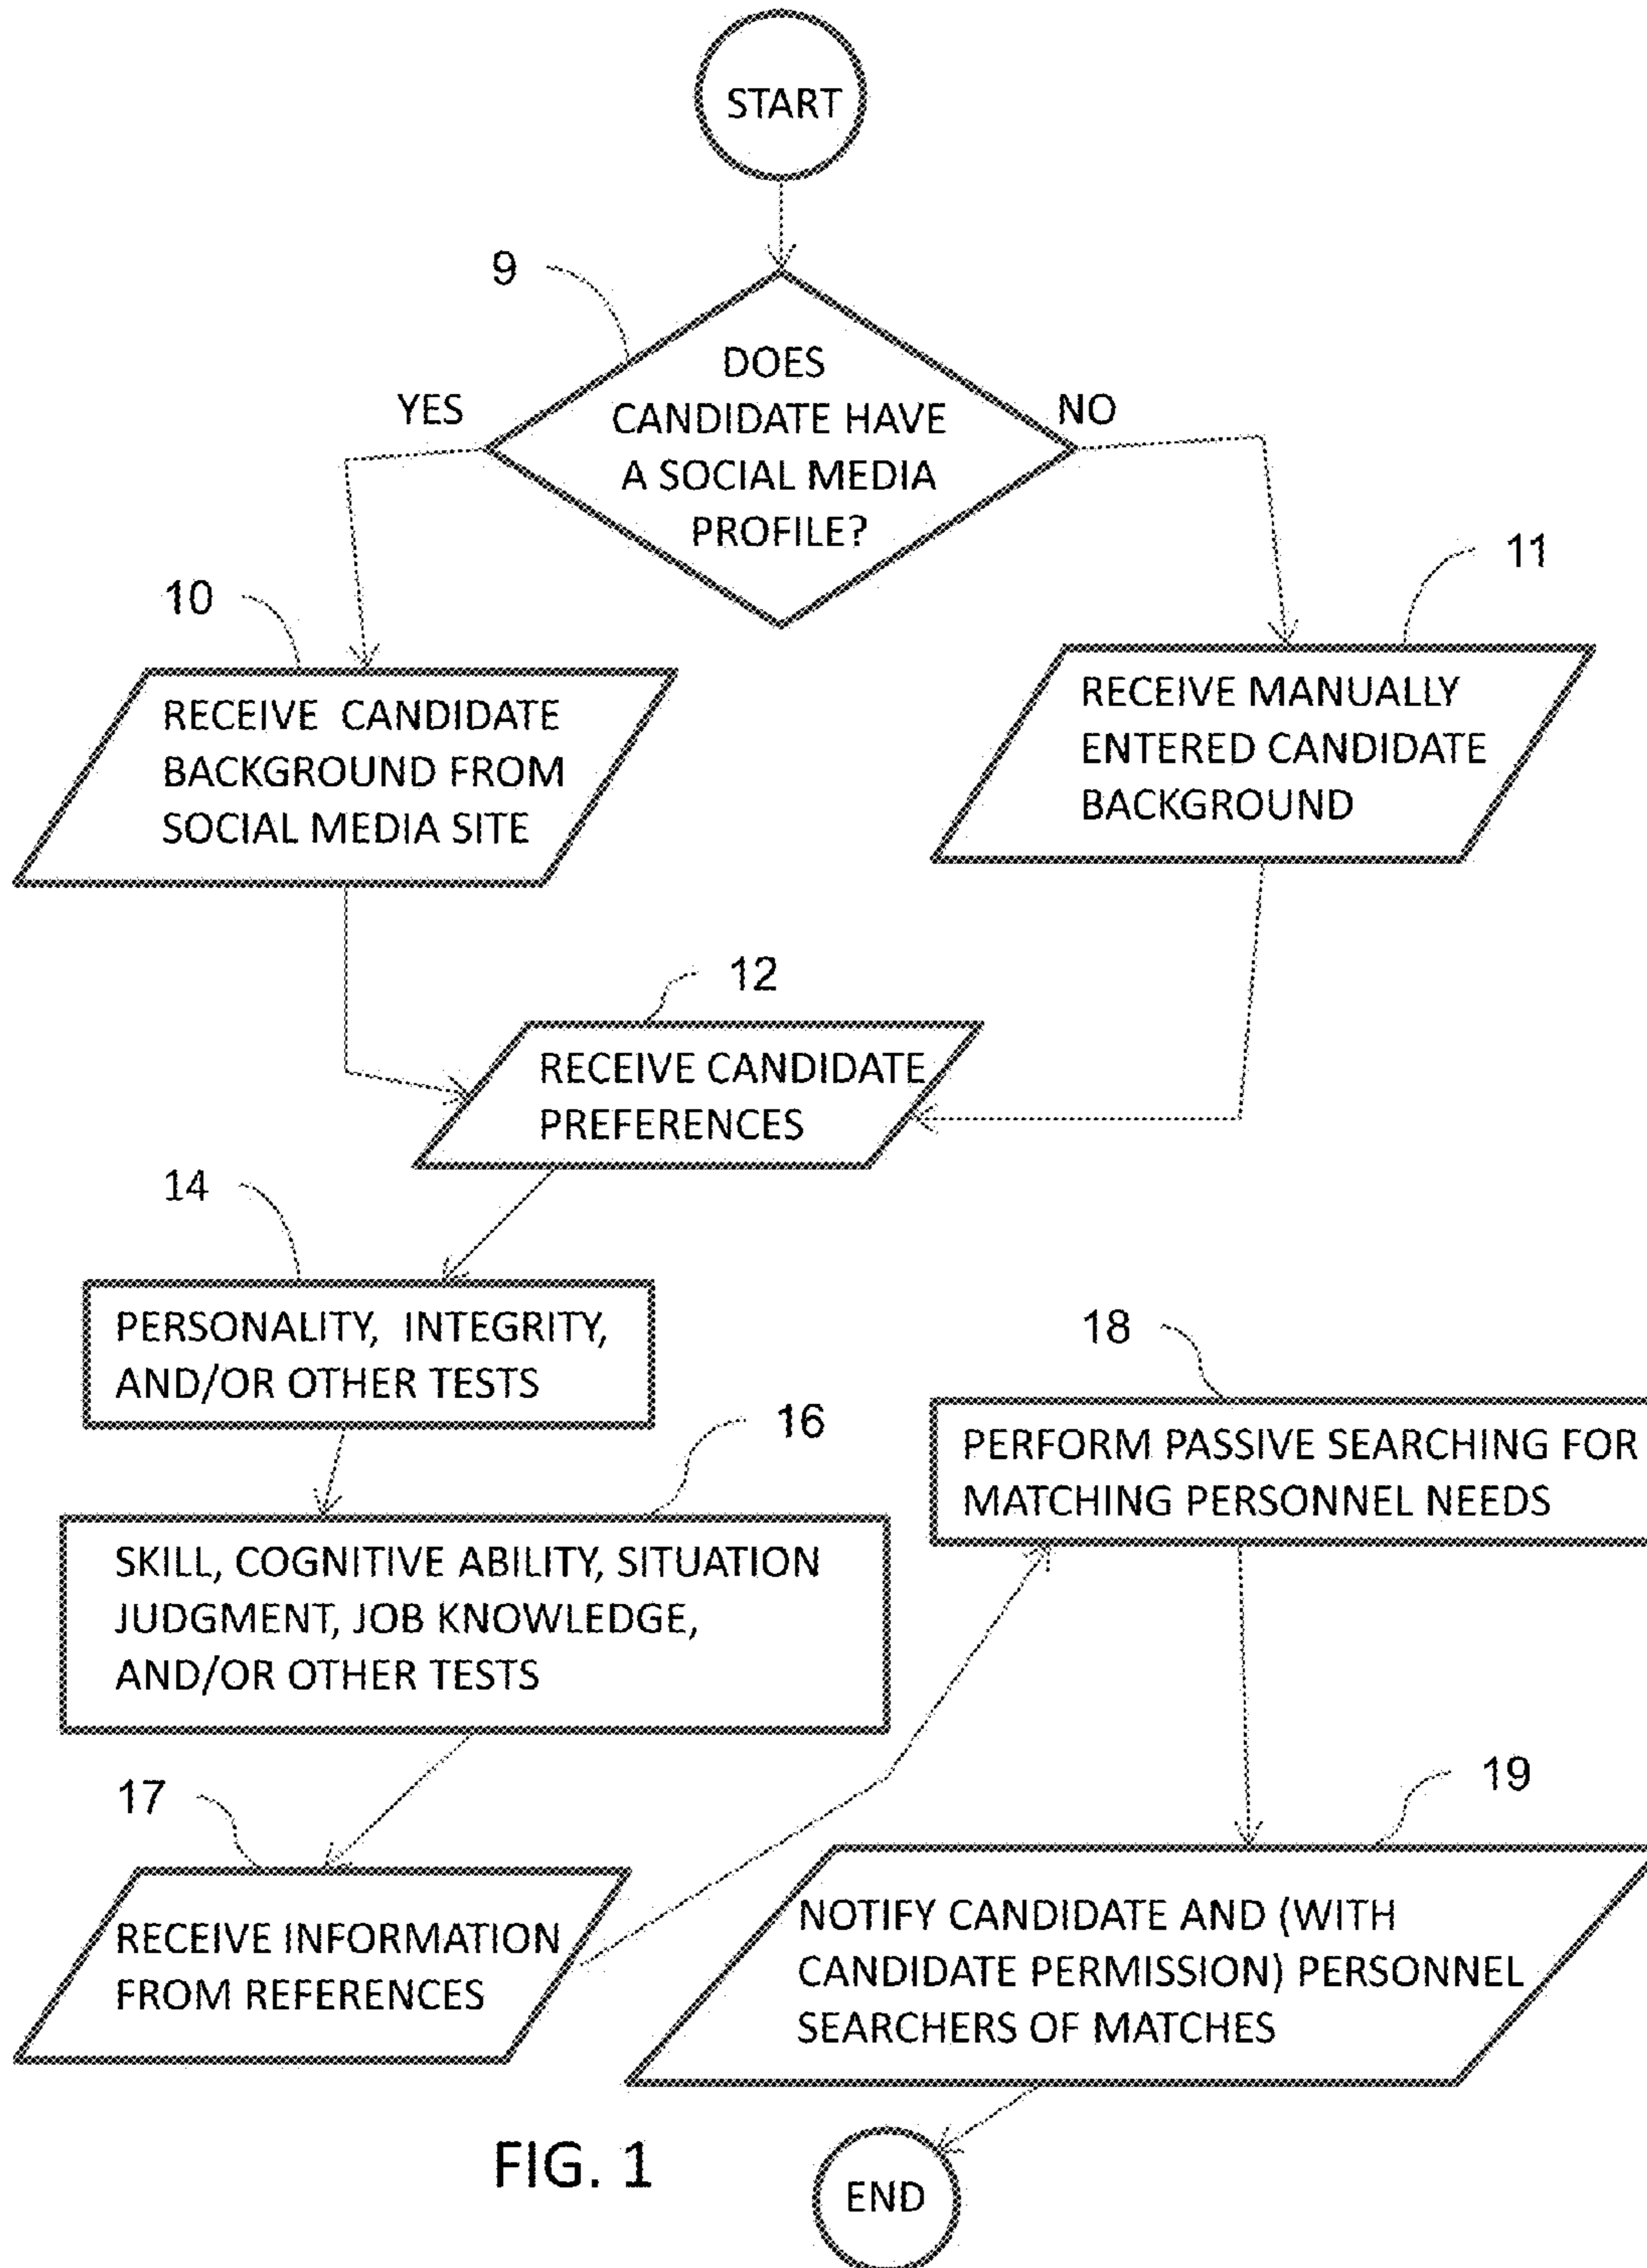 START
9
DOES
CANDIDATE HAVE
A SOCIAL MEDIA
PROFILE?
YES
NO
10
RECEIVE CANDIDATE
BACKGROUND FROM
SOCIAL MEDIA SITE
11
RECEIVE MANUALLY
ENTERED CANDIDATE
BACKGROUND
12
RECEIVE CANDIDATE
PREFERENCES
14
PERSONALITY, INTEGRITY,
AND/OR OTHER TESTS
16
SKILL, COGNITIVE ABILITY, SITUATION
JUDGMENT, JOB KNOWLEDGE,
AND/OR OTHER TESTS
17
RECEIVE INFORMATION
FROM REFERENCES
18
PERFORM PASSIVE SEARCHING FOR
MATCHING PERSONNEL NEEDS
19
NOTIFY CANDIDATE AND (WITH
CANDIDATE PERMISSION) PERSONNEL
SEARCHERS OF MATCHES
END
FIG. 1